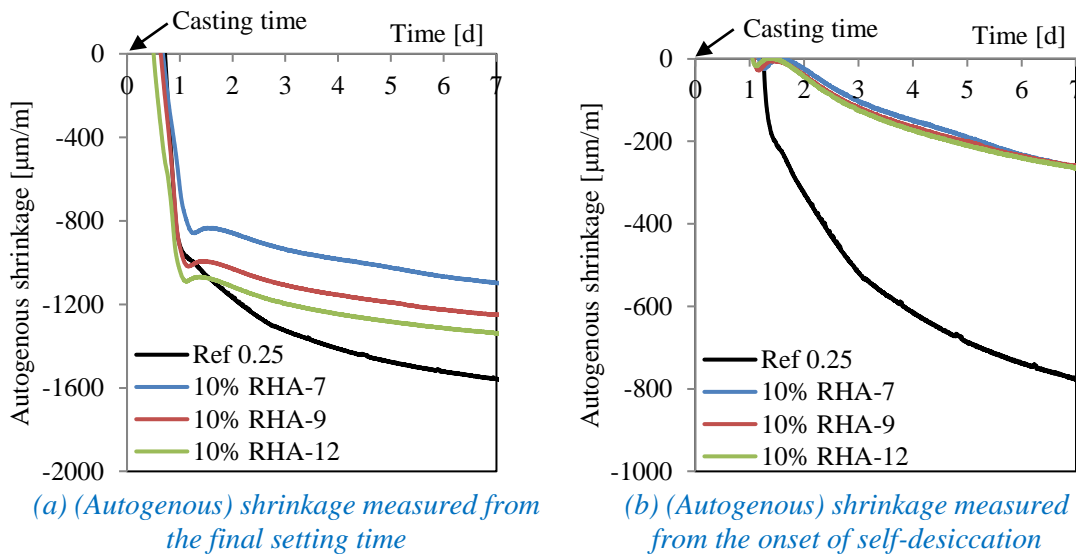 Casting time
Time [d]
0
0 1 2 3 4 5 6 7
-400
-800
-1200
-1600
-2000
Autogenous shrinkage [µm/m]
Ref 0.25
10% RHA-7
10% RHA-9
10% RHA-12
(a) (Autogenous) shrinkage measured from
the final setting time
Casting time
Time [d]
0
0 1 2 3 4 5 6 7
-200
-400
-600
-800
-1000
Autogenous shrinkage [µm/m]
Ref 0.25
10% RHA-7
10% RHA-9
10% RHA-12
(b) (Autogenous) shrinkage measured
from the onset of self-desiccation